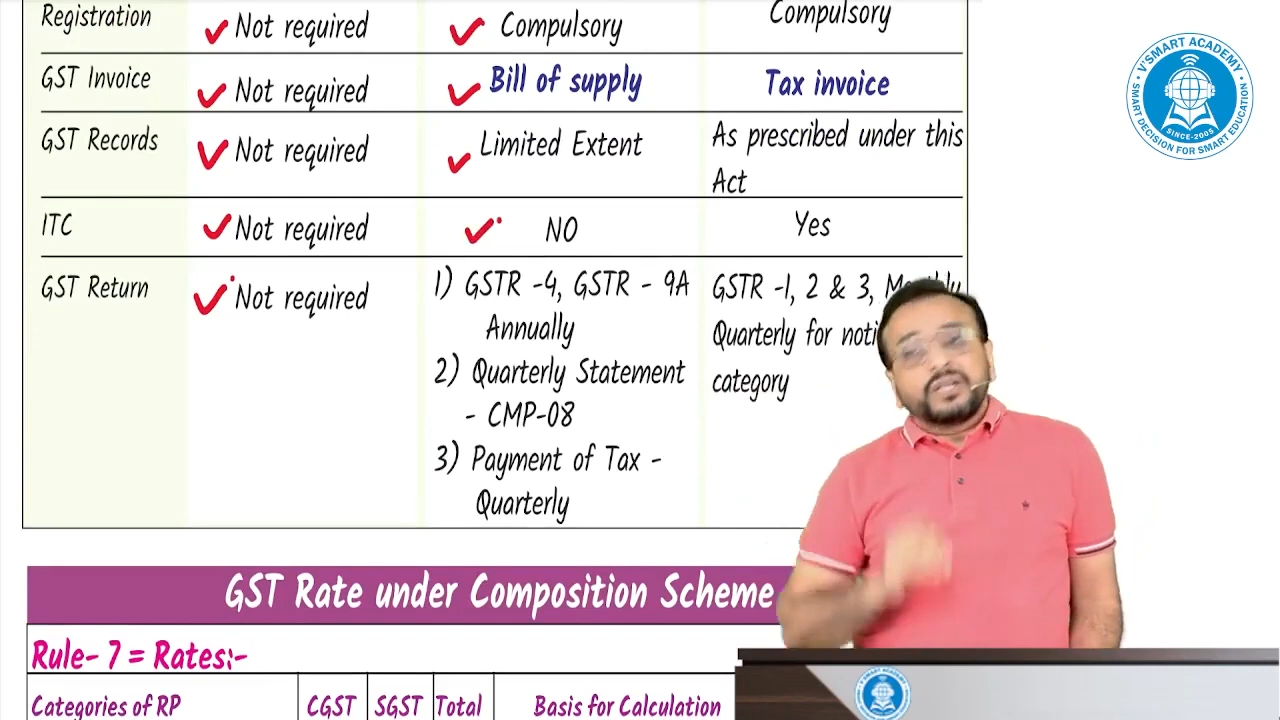 Registration Not required Compulsory Compulsory
GST Invoice Not required Bill of supply Tax invoice
GST Records Not required Limited Extent As prescribed under this
Act
ITC Not required NO Yes
GST Return Not required 1) GSTR -4, GSTR - 9A GSTR -1, 2 & 3,
Annually Quarterly for
2) Quarterly Statement category
- CMP-08
3) Payment of Tax -
Quarterly
GST Rate under Composition Scheme
Rule- 7 = Rates:-
Categories of RP CGST SGST Total Basis for Calculation
V'SMART ACADEMY
SINCE-2005
SMART DECISION FOR SMART EDUCATION